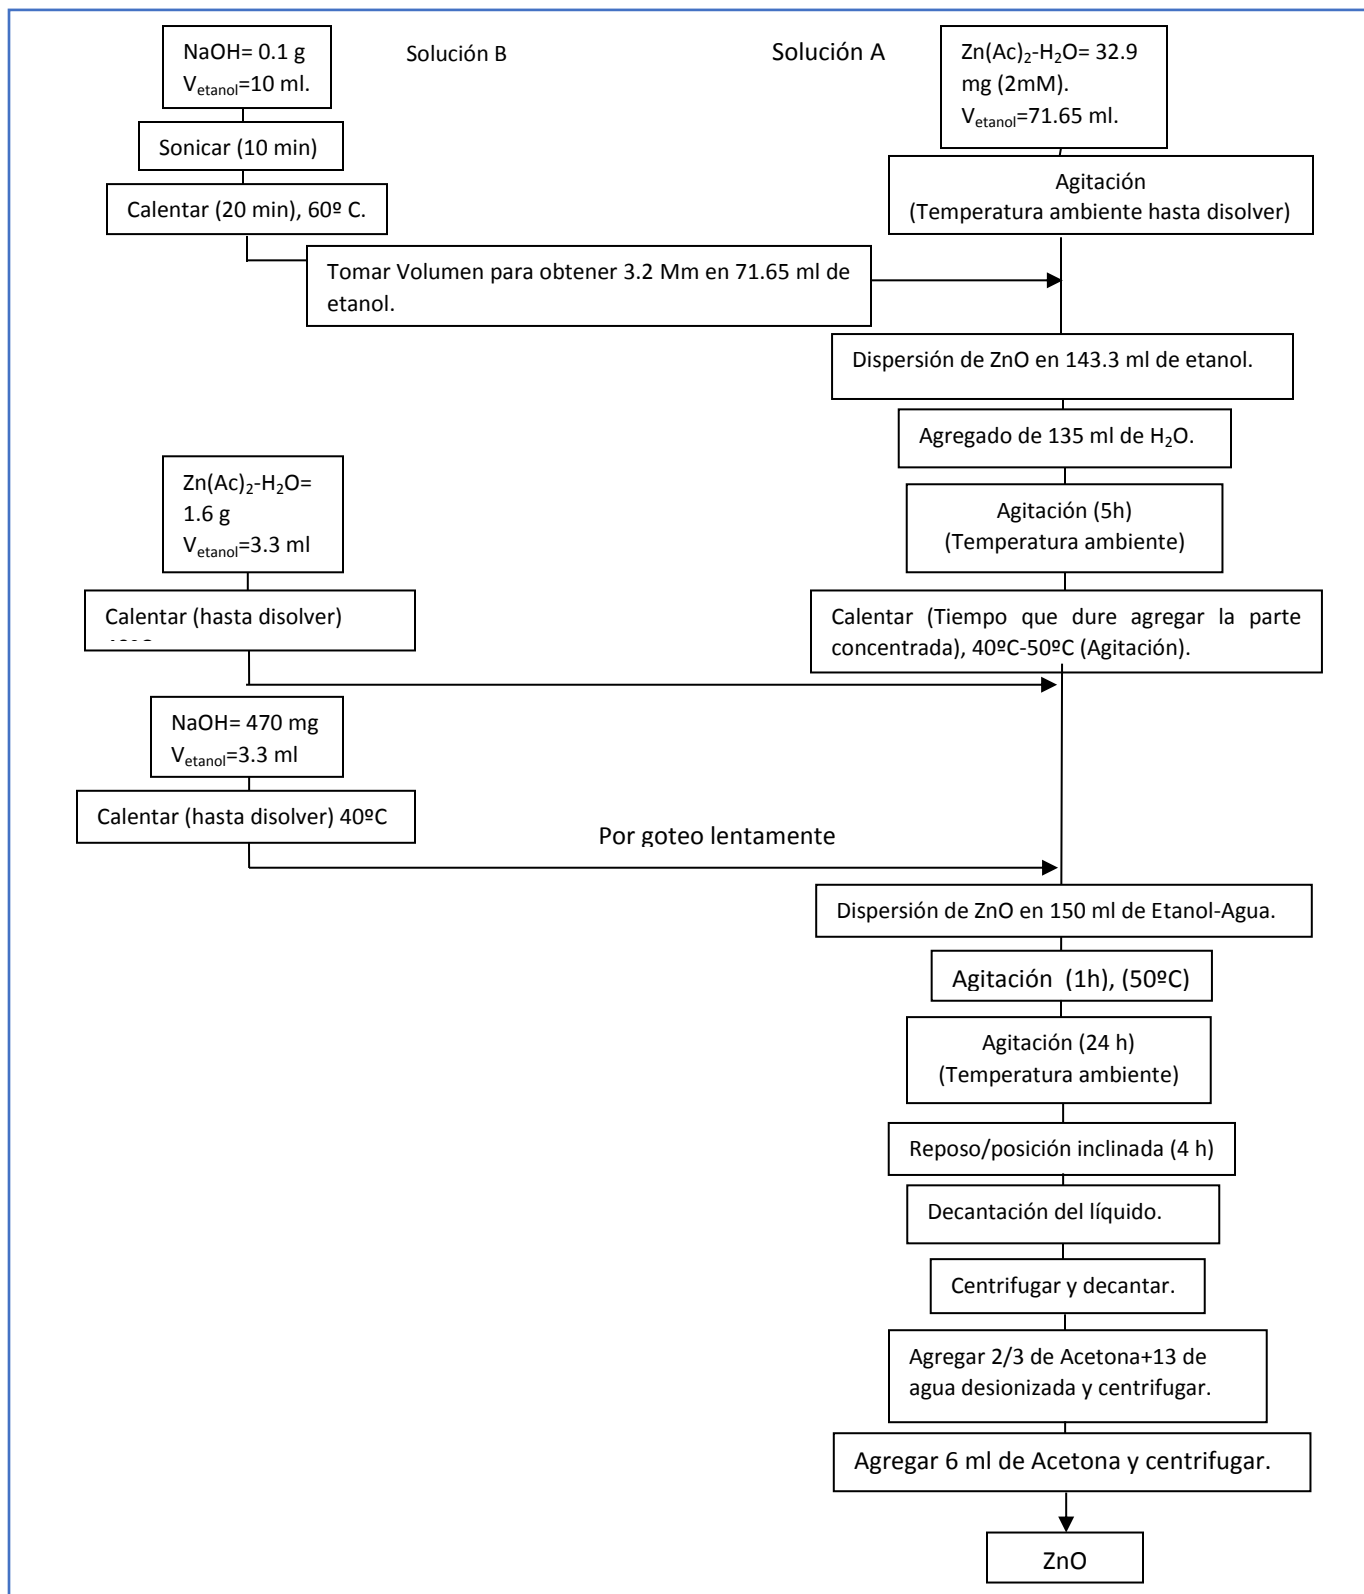 NaOH= 0.1 g
V_etanol=10 ml.
Solución B
Solución A
Zn(Ac)₂-H₂O= 32.9
mg (2mM).
V_etanol=71.65 ml.
Sonicar (10 min)
Calentar (20 min), 60º C.
Agitación
(Temperatura ambiente hasta disolver)
Tomar Volumen para obtener 3.2 Mm en 71.65 ml de
etanol.
Dispersión de ZnO en 143.3 ml de etanol.
Agregado de 135 ml de H₂O.
Zn(Ac)₂-H₂O=
1.6 g
V_etanol=3.3 ml
Agitación (5h)
(Temperatura ambiente)
Calentar (hasta disolver)
Calentar (Tiempo que dure agregar la parte
concentrada), 40ºC-50ºC (Agitación).
NaOH= 470 mg
V_etanol=3.3 ml
Calentar (hasta disolver) 40ºC
Por goteo lentamente
Dispersión de ZnO en 150 ml de Etanol-Agua.
Agitación (1h), (50ºC)
Agitación (24 h)
(Temperatura ambiente)
Reposo/posición inclinada (4 h)
Decantación del líquido.
Centrifugar y decantar.
Agregar 2/3 de Acetona+13 de
agua desionizada y centrifugar.
Agregar 6 ml de Acetona y centrifugar.
ZnO